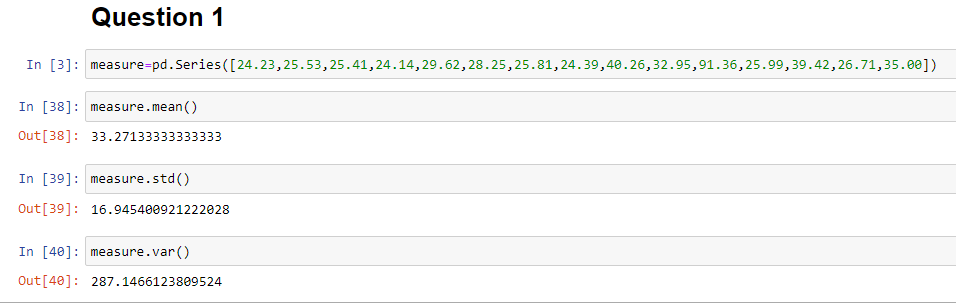 Question 1
In [3]: measure=pd.Series([24.23,25.53,25.41,24.14,29.62,28.25,25.81,24.39,40.26,32.95,91.36,25.99,39.42,26.71,35.00])
In [38]: measure.mean()
Out[38]: 33.27133333333333
In [39]: measure.std()
Out[39]: 16.945400921222028
In [40]: measure.var()
Out[40]: 287.1466123809524